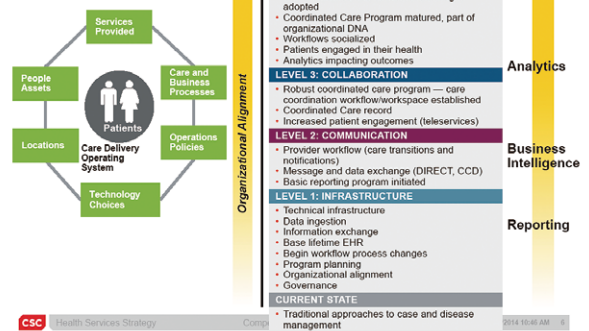 Services
Provided
People
Assets
Care and
Business
Processes
Patients
Locations
Care Delivery
Operating
System
Operations
Policies
Technology
Choices
Organizational Alignment
adopted
• Coordinated Care Program matured, part of
organizational DNA
• Workflows socialized
• Patients engaged in their health
• Analytics impacting outcomes
LEVEL 3: COLLABORATION
• Robust coordinated care program — care
coordination workflow/workspace established
• Coordinated Care record
• Increased patient engagement (teleservices)
LEVEL 2: COMMUNICATION
• Provider workflow (care transitions and
notifications)
• Message and data exchange (DIRECT, CCD)
• Basic reporting program initiated
LEVEL 1: INFRASTRUCTURE
• Technical infrastructure
• Data ingestion
• Information exchange
• Base lifetime EHR
• Begin workflow process changes
• Program planning
• Organizational alignment
• Governance
CURRENT STATE
• Traditional approaches to case and disease
management
Analytics
Business
Intelligence
Reporting
CSC Health Services Strategy
2014 10:45 AM 6